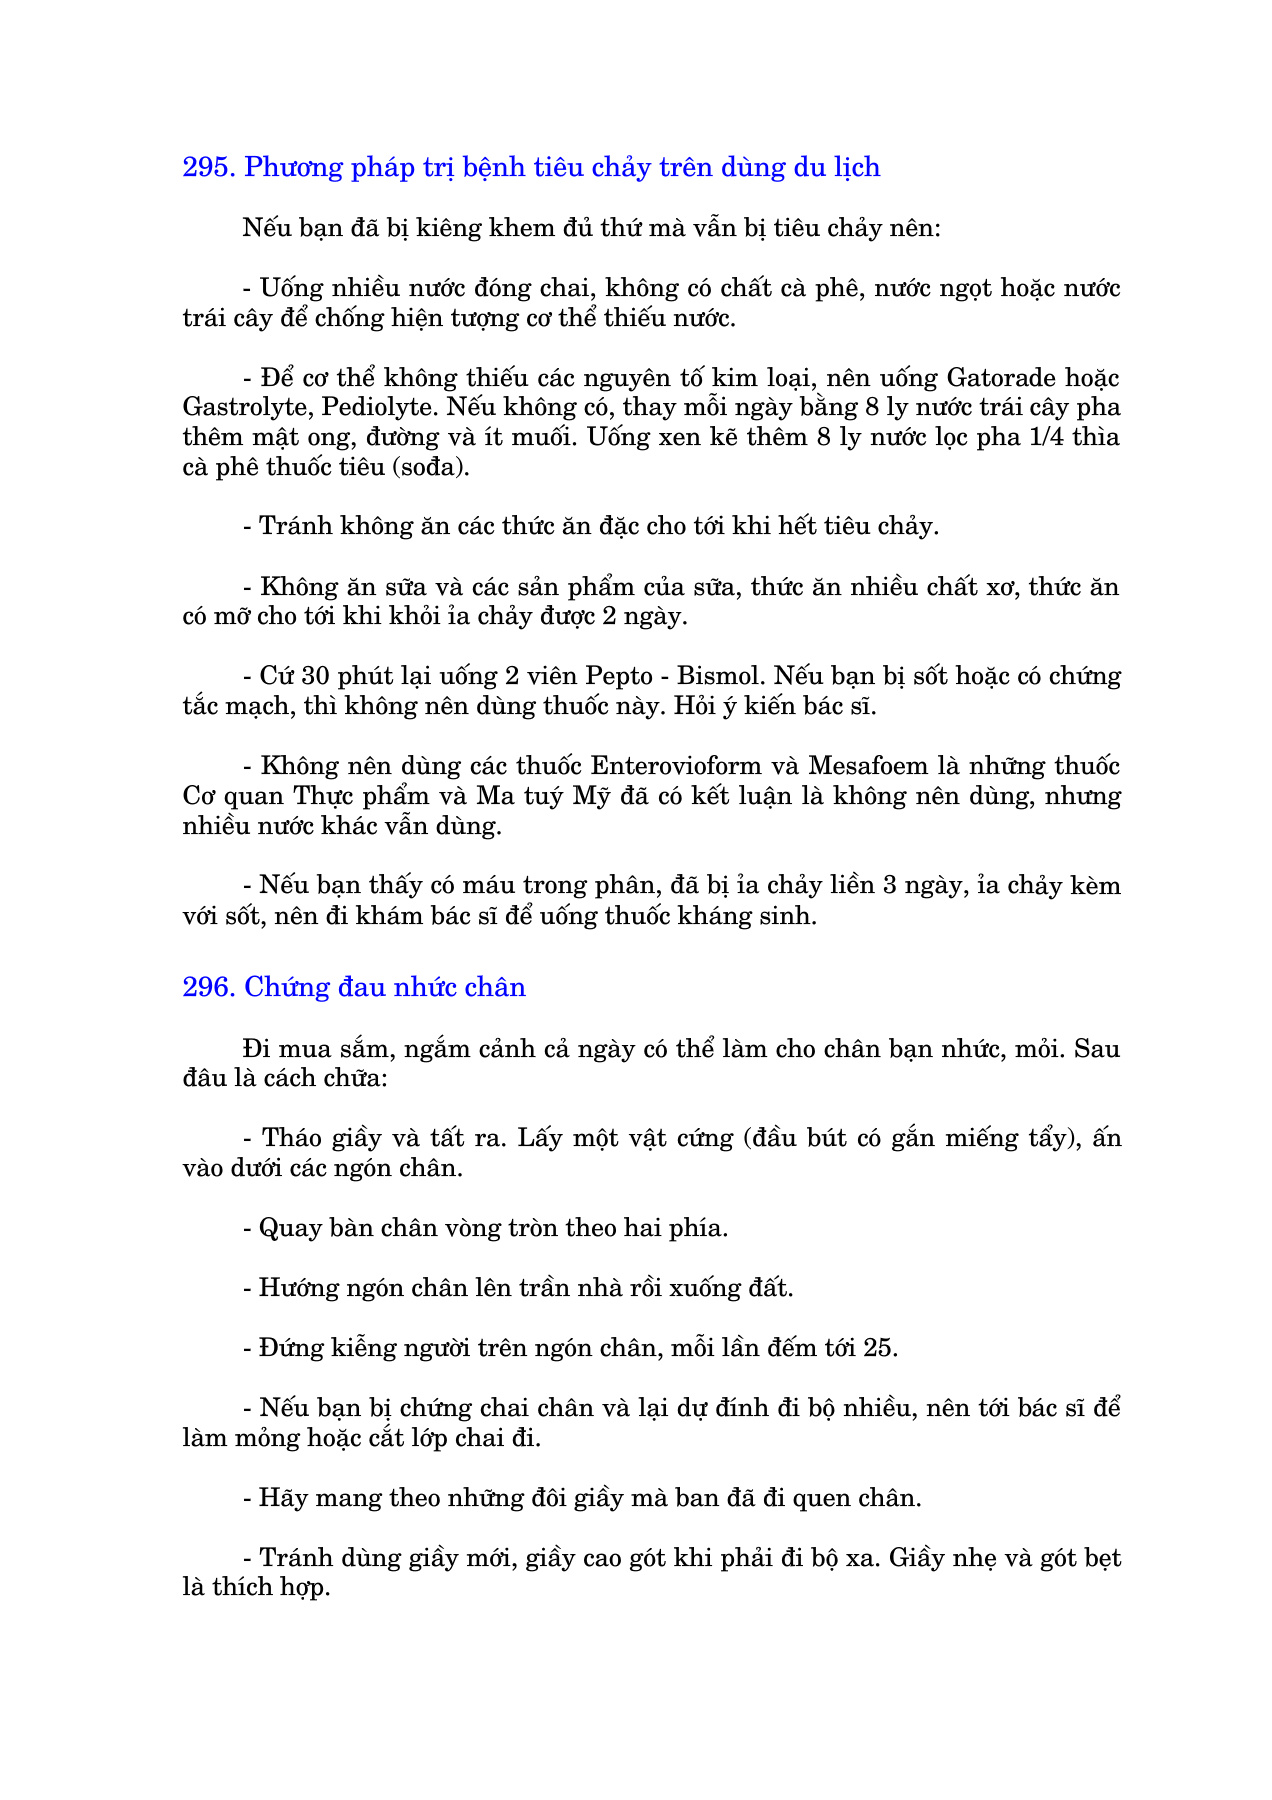 295. Phương pháp trị bệnh tiêu chảy trên dùng du lịch
Nếu bạn đã bị kiêng khem đủ thứ mà vẫn bị tiêu chảy nên:
- Uống nhiều nước đóng chai, không có chất cà phê, nước ngọt hoặc nước
trái cây để chống hiện tượng cơ thể thiếu nước.
- Để cơ thể không thiếu các nguyên tố kim loại, nên uống Gatorade hoặc
Gastrolyte, Pediolyte. Nếu không có, thay mỗi ngày bằng 8 ly nước trái cây pha
thêm mật ong, đường và ít muối. Uống xen kẽ thêm 8 ly nước lọc pha 1/4 thìa
cà phê thuốc tiêu (sođa).
- Tránh không ăn các thức ăn đặc cho tới khi hết tiêu chảy.
- Không ăn sữa và các sản phẩm của sữa, thức ăn nhiều chất xơ, thức ăn
có mỡ cho tới khi khỏi ỉa chảy được 2 ngày.
- Cứ 30 phút lại uống 2 viên Pepto - Bismol. Nếu bạn bị sốt hoặc có chứng
tắc mạch, thì không nên dùng thuốc này. Hỏi ý kiến bác sĩ.
- Không nên dùng các thuốc Enterovioform và Mesafoem là những thuốc
Cơ quan Thực phẩm và Ma tuý Mỹ đã có kết luận là không nên dùng, nhưng
nhiều nước khác vẫn dùng.
- Nếu bạn thấy có máu trong phân, đã bị ỉa chảy liền 3 ngày, ỉa chảy kèm
với sốt, nên đi khám bác sĩ để uống thuốc kháng sinh.
296. Chứng đau nhức chân
Đi mua sắm, ngắm cảnh cả ngày có thể làm cho chân bạn nhức, mỏi. Sau
đâu là cách chữa:
- Tháo giầy và tất ra. Lấy một vật cứng (đầu bút có gắn miếng tẩy), ấn
vào dưới các ngón chân.
- Quay bàn chân vòng tròn theo hai phía.
- Hướng ngón chân lên trần nhà rồi xuống đất.
- Đứng kiễng người trên ngón chân, mỗi lần đếm tới 25.
- Nếu bạn bị chứng chai chân và lại dự đính đi bộ nhiều, nên tới bác sĩ để
làm mỏng hoặc cắt lớp chai đi.
- Hãy mang theo những đôi giầy mà ban đã đi quen chân.
- Tránh dùng giầy mới, giầy cao gót khi phải đi bộ xa. Giầy nhẹ và gót bẹt
là thích hợp.